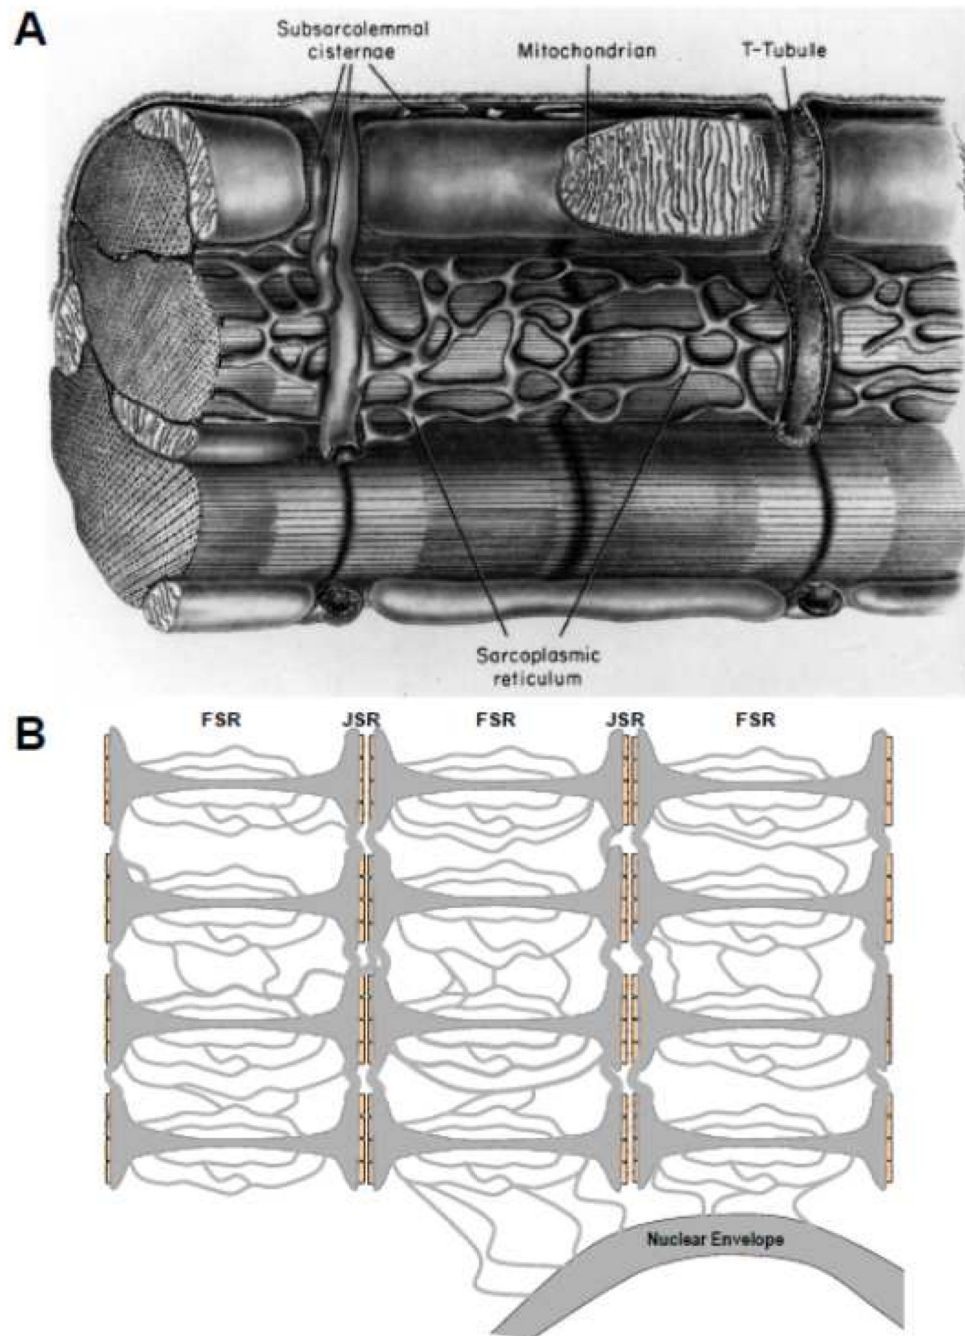 A
Subsarcolemmal
cisternae
Mitochondrian
T-Tubule
Sarcoplasmic
reticulum
B
FSR JSR FSR JSR FSR
Nuclear Envelope